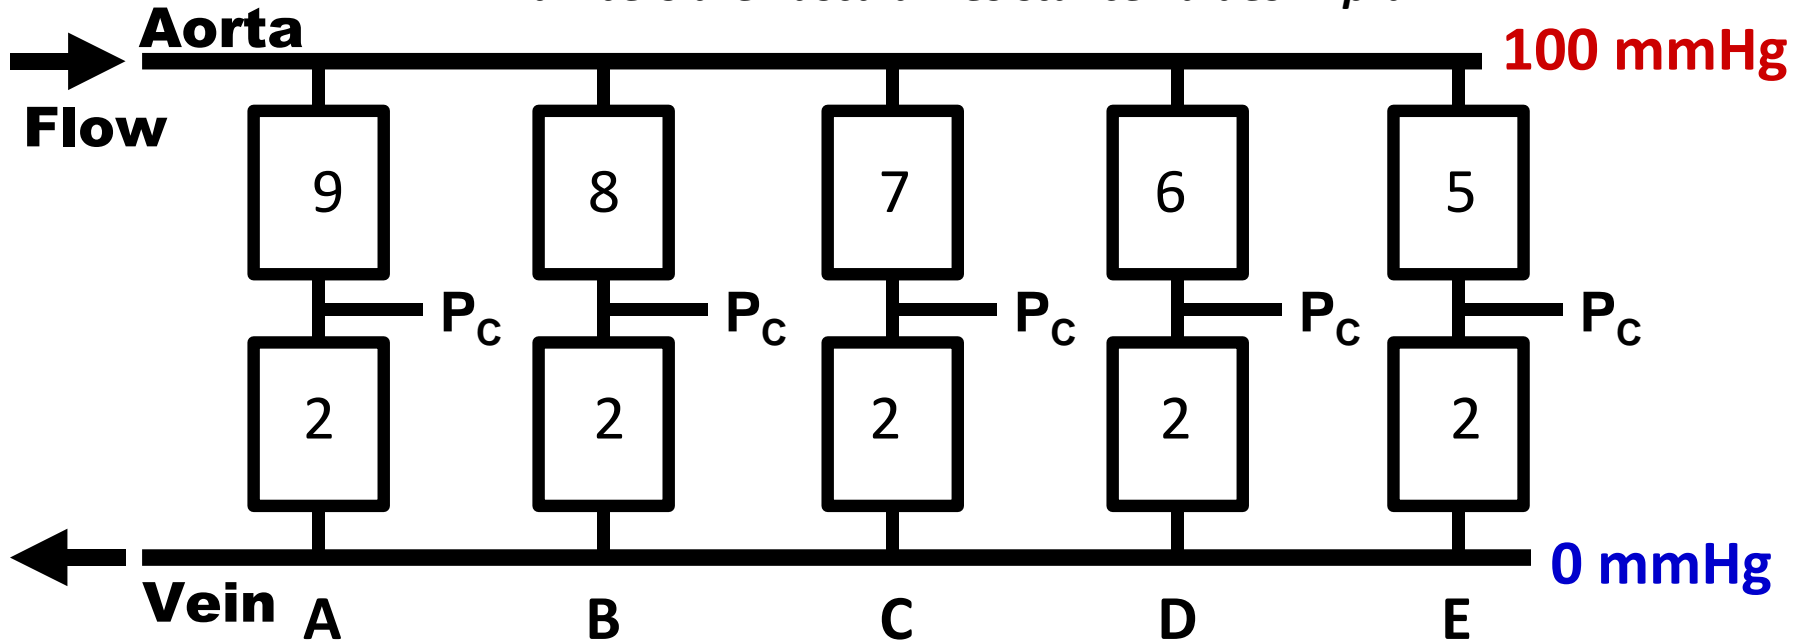 Aorta
100 mmHg
Flow
9 8 7 6 5
PC PC PC PC PC
2 2 2 2 2
0 mmHg
Vein
A B C D E